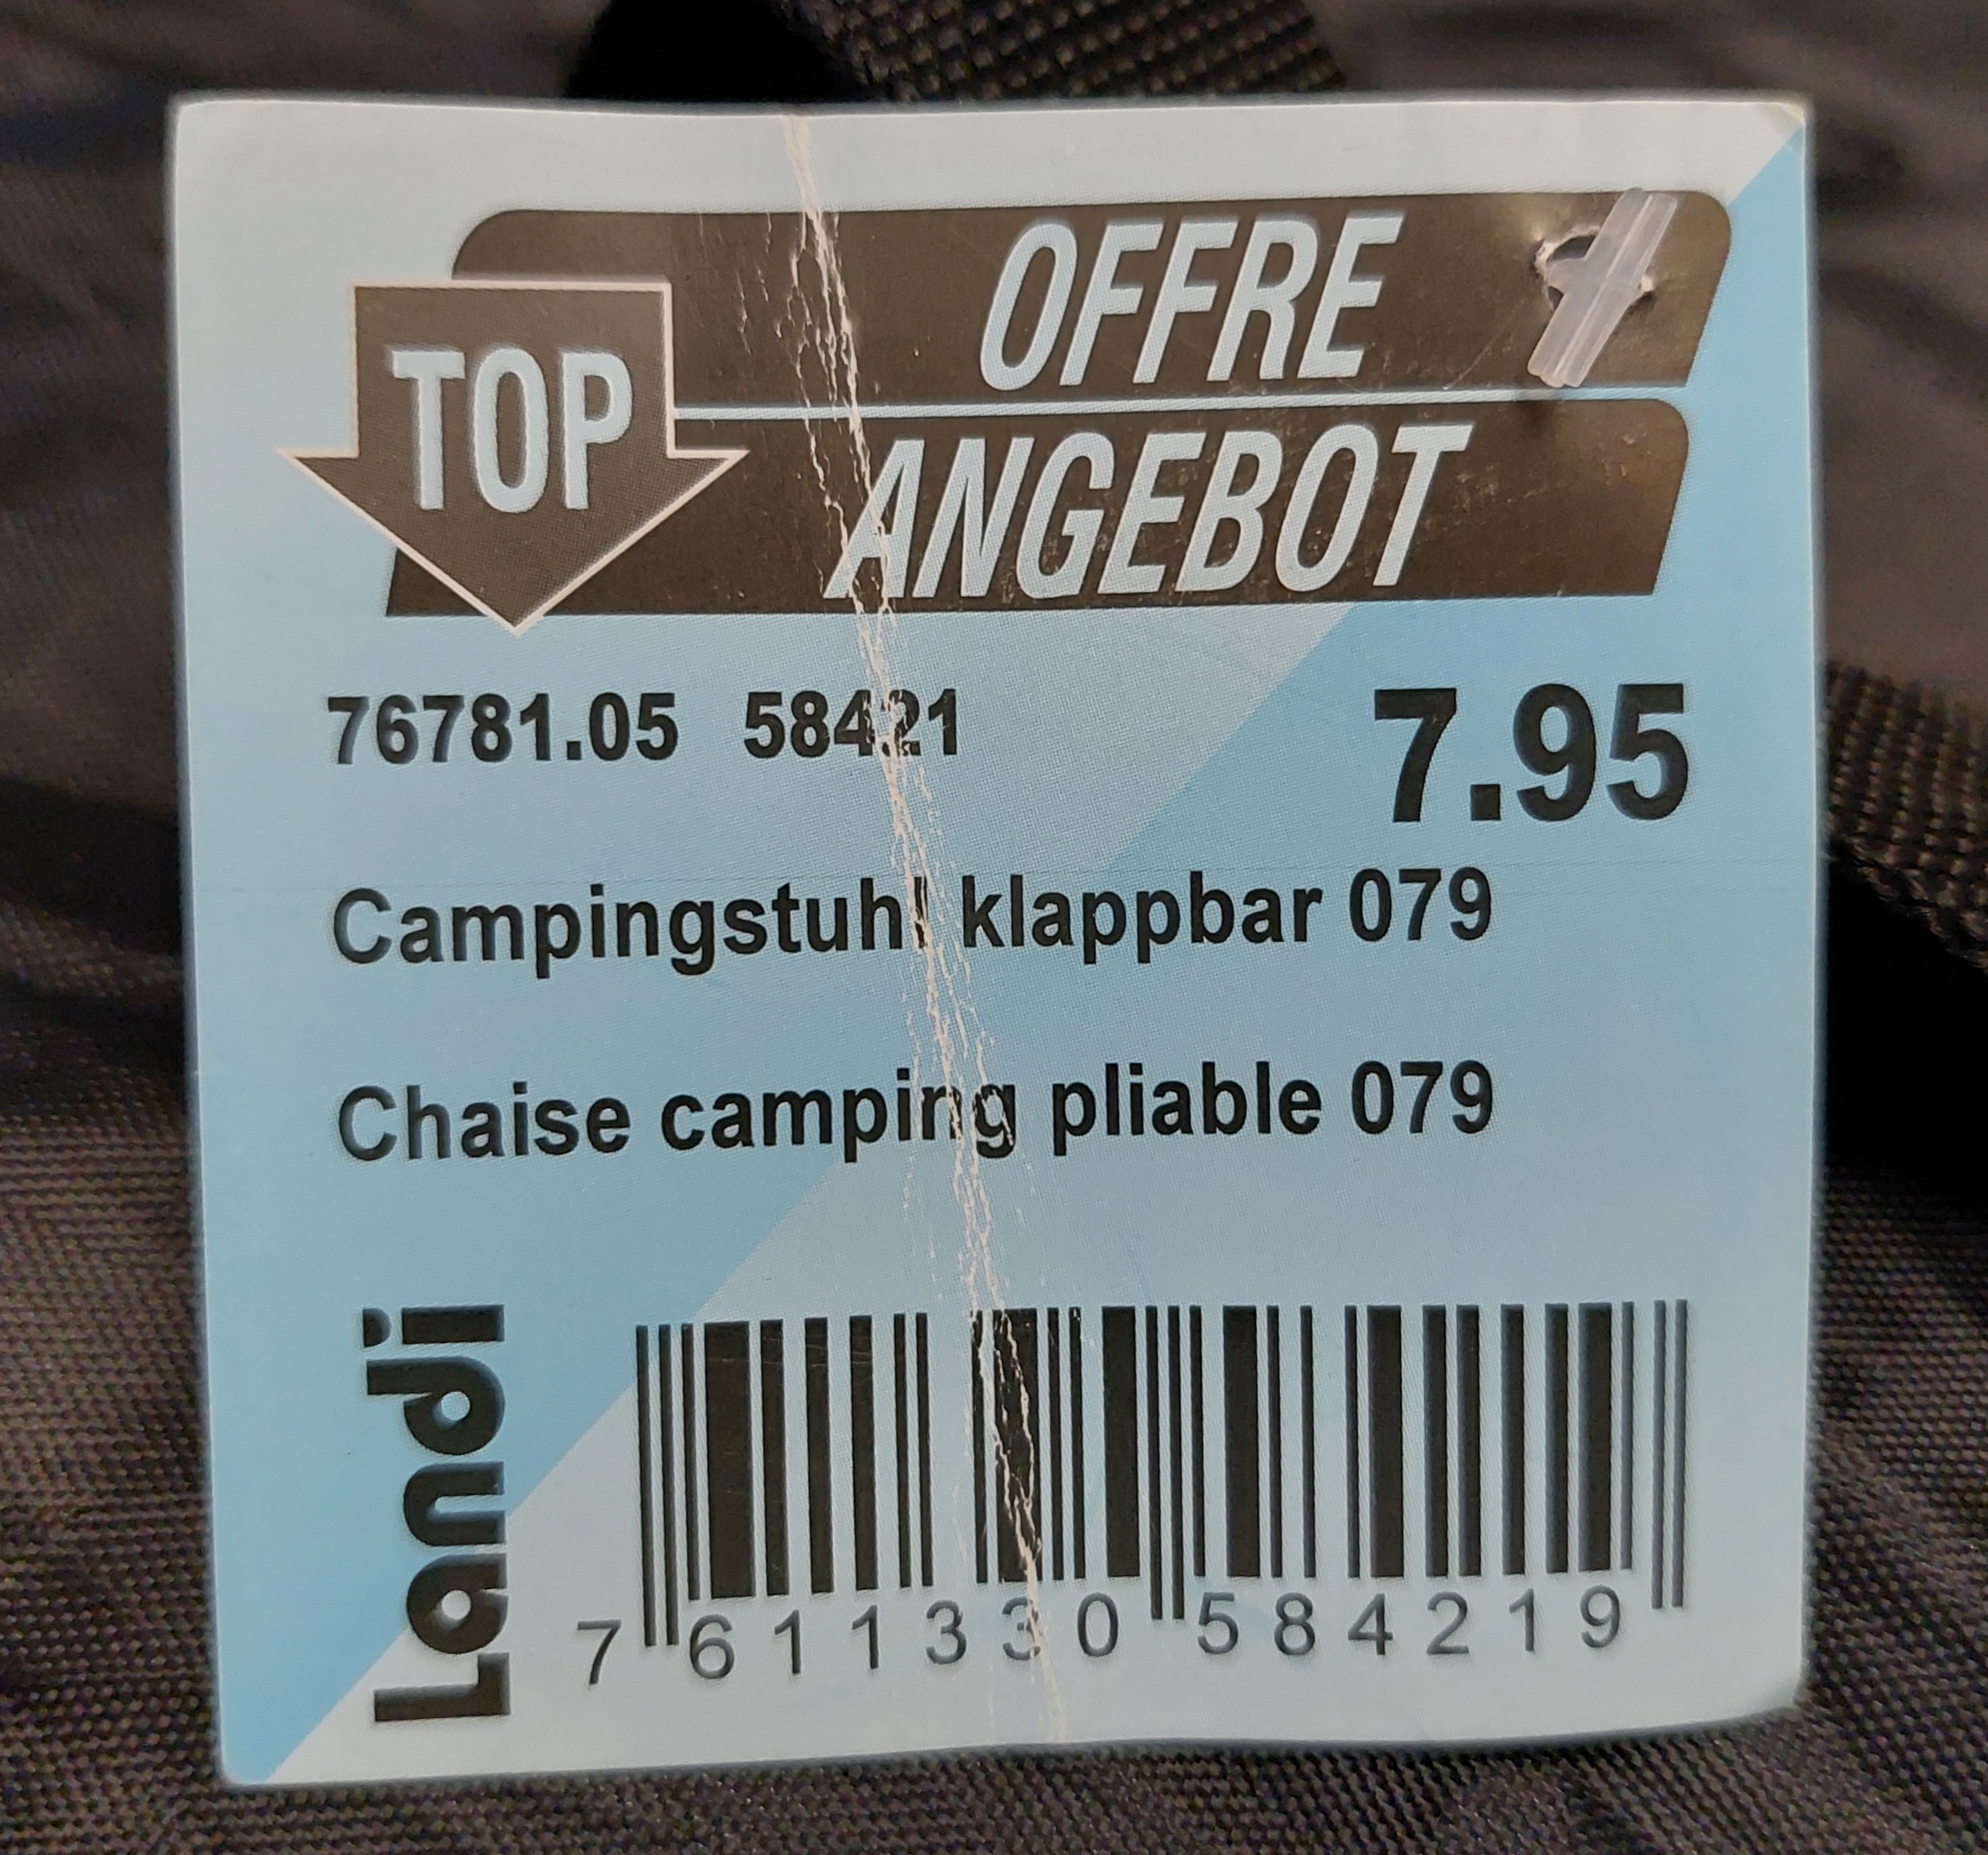 TOP
OFFRE
ANGEBOT
76781.05 58421
7.95
Campingstuhl klappbar 079
Chaise camping pliable 079
Landi
7 611330 584219